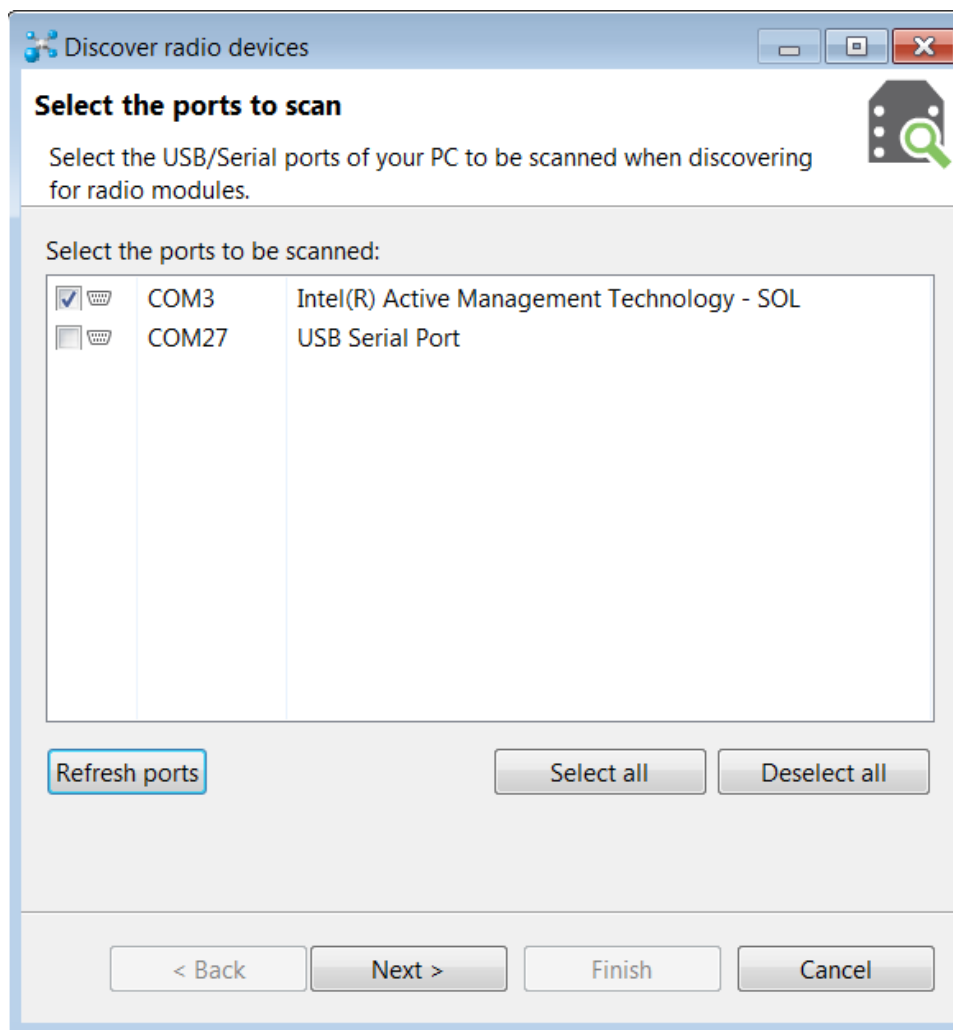 Discover radio devices
Select the ports to scan
Select the USB/Serial ports of your PC to be scanned when discovering
for radio modules.
Select the ports to be scanned:
COM3 Intel(R) Active Management Technology - SOL
COM27 USB Serial Port
Refresh ports Select all Deselect all
< Back Next > Finish Cancel